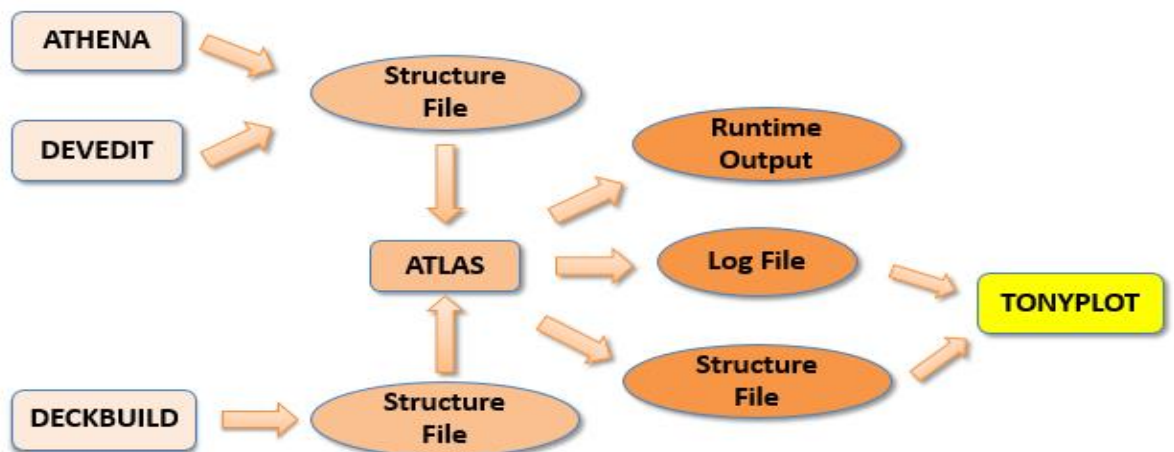 ATHENA
Structure
File
DEVEDIT
Runtime
Output
ATLAS
Log File
TONYPLOT
Structure
File
DECKBUILD
Structure
File